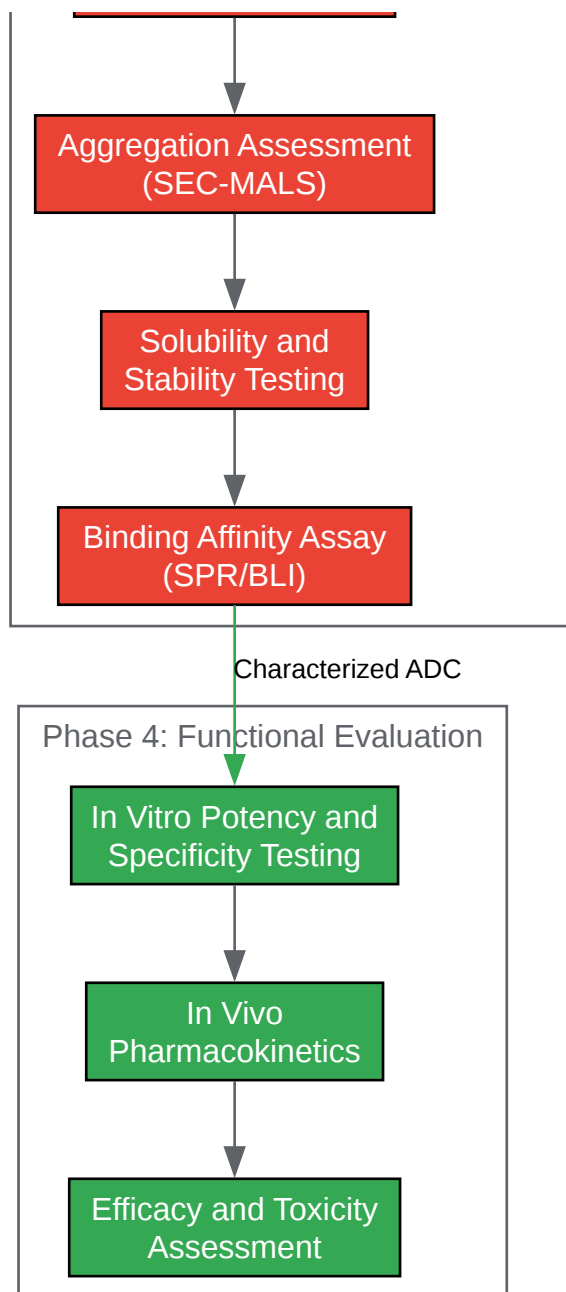 Aggregation Assessment
(SEC-MALS)
Solubility and
Stability Testing
Binding Affinity Assay
(SPR/BLI)
Characterized ADC
Phase 4: Functional Evaluation
In Vitro Potency and
Specificity Testing
In Vivo
Pharmacokinetics
Efficacy and Toxicity
Assessment